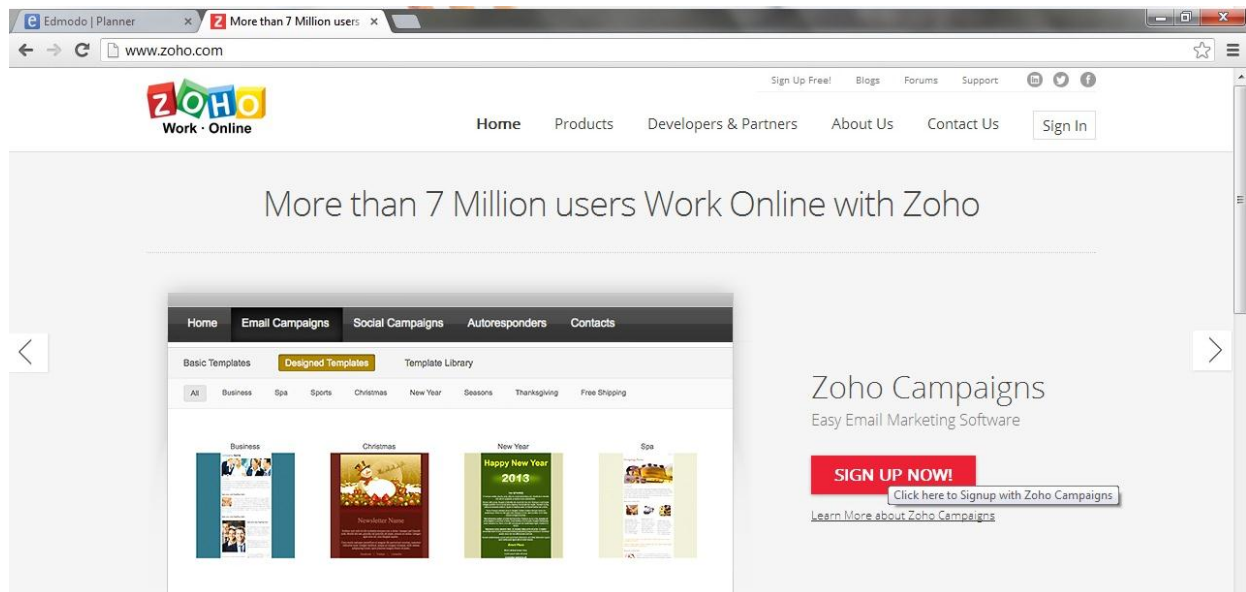 Edmodo | Planner
More than 7 Million users
www.zoho.com
Sign Up Free! Blogs Forums Support
ZOHO
Work · Online
Home Products Developers & Partners About Us Contact Us Sign In
More than 7 Million users Work Online with Zoho
Home Email Campaigns Social Campaigns Autoresponders Contacts
Basic Templates Designed Templates Template Library
All Business Spa Sports Christmas New Year Seasons Thanksgiving Free Shipping
Business Christmas New Year Spa
Happy New Year
2013
Newsletter Name
Zoho Campaigns
Easy Email Marketing Software
SIGN UP NOW!
Click here to Signup with Zoho Campaigns
Learn More about Zoho Campaigns